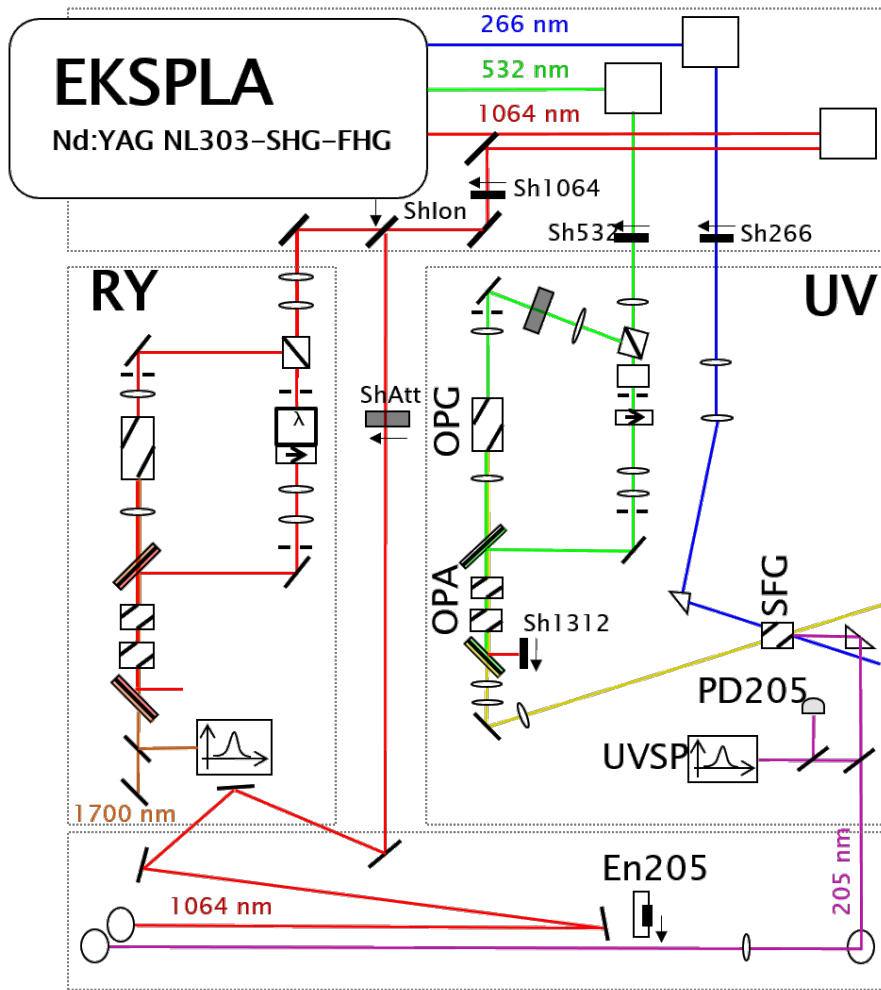 266 nm
EKSPLA
Nd:YAG NL303-SHG-FHG
532 nm
1064 nm
Sh1064
ShIon
Sh532
Sh266
RY
UV
ShAtt
OPG
λ
OPA
SFG
Sh1312
PD205
UVSP
1700 nm
En205
205 nm
1064 nm